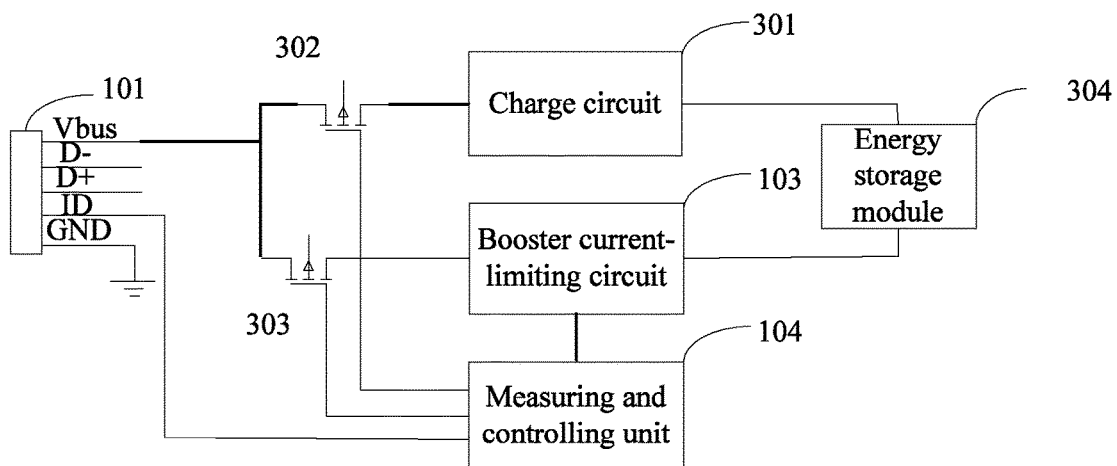 301
302
101
Charge circuit
304
Vbus
D-
D+
ID
GND
Energy
storage
module
103
Booster current-
limiting circuit
303
104
Measuring and
controlling unit